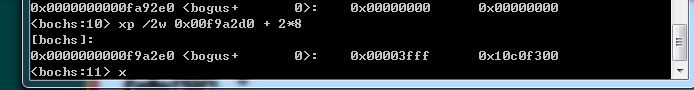 0x0000000000fa92e0 <bogus+       0>:    0x00000000    0x00000000
<bochs:10> xp /2w 0x00f9a2d0 + 2*8
[bochs]:
0x0000000000f9a2e0 <bogus+       0>:    0x00003fff    0x10c0f300
<bochs:11> x